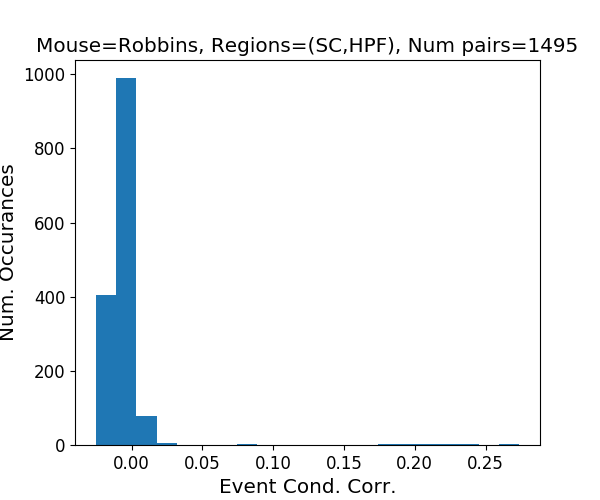 Mouse=Robbins, Regions=(SC,HPF), Num pairs=1495
Num. Occurances
1000
800
600
400
200
0
0.00 0.05 0.10 0.15 0.20 0.25
Event Cond. Corr.